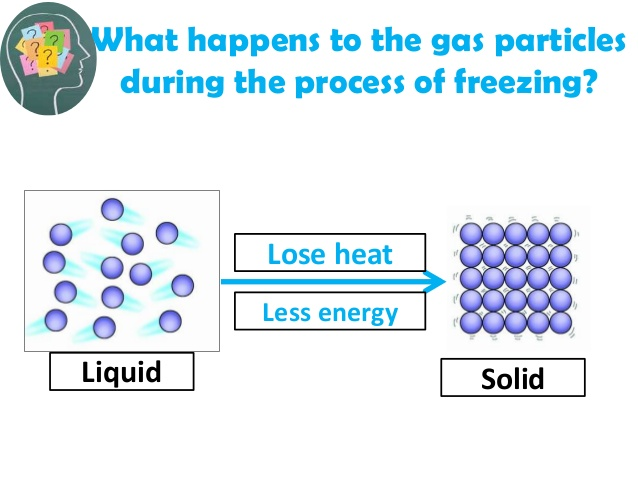 What happens to the gas particles
during the process of freezing?
Lose heat
Less energy
Liquid
Solid